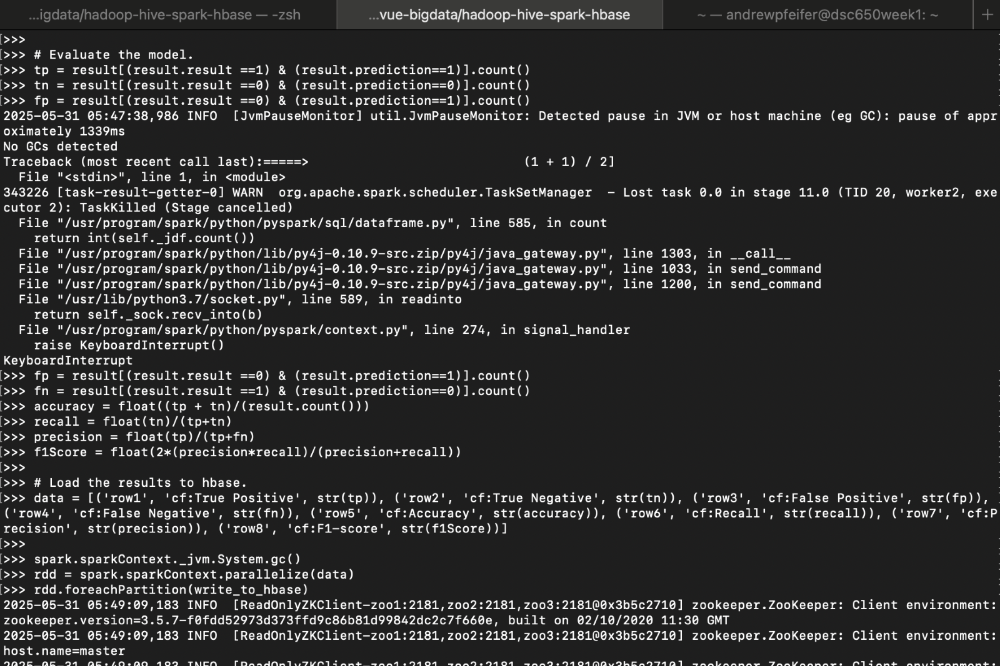 ...igdata/hadoop-hive-spark-hbase — -zsh
...vue-bigdata/hadoop-hive-spark-hbase
~ — andrewpfeifer@dsc650week1: ~
+
[>>>
[>>> # Evaluate the model.
[>>> tp = result[(result.result ==1) & (result.prediction==1)].count()
[>>> tn = result[(result.result ==0) & (result.prediction==0)].count()
[>>> fp = result[(result.result ==0) & (result.prediction==1)].count()
2025-05-31 05:47:38,986 INFO  [JvmPauseMonitor] util.JvmPauseMonitor: Detected pause in JVM or host machine (eg GC): pause of appr
oximately 1339ms
No GCs detected
Traceback (most recent call last):=====>                            (1 + 1) / 2]
  File "<stdin>", line 1, in <module>
343226 [task-result-getter-0] WARN  org.apache.spark.scheduler.TaskSetManager  - Lost task 0.0 in stage 11.0 (TID 20, worker2, exe
cutor 2): TaskKilled (Stage cancelled)
  File "/usr/program/spark/python/pyspark/sql/dataframe.py", line 585, in count
    return int(self._jdf.count())
  File "/usr/program/spark/python/lib/py4j-0.10.9-src.zip/py4j/java_gateway.py", line 1303, in __call__
  File "/usr/program/spark/python/lib/py4j-0.10.9-src.zip/py4j/java_gateway.py", line 1033, in send_command
  File "/usr/program/spark/python/lib/py4j-0.10.9-src.zip/py4j/java_gateway.py", line 1200, in send_command
  File "/usr/lib/python3.7/socket.py", line 589, in readinto
    return self._sock.recv_into(b)
  File "/usr/program/spark/python/pyspark/context.py", line 274, in signal_handler
    raise KeyboardInterrupt()
KeyboardInterrupt
[>>> fp = result[(result.result ==0) & (result.prediction==1)].count()
[>>> fn = result[(result.result ==1) & (result.prediction==0)].count()
[>>> accuracy = float((tp + tn)/(result.count()))
[>>> recall = float(tn)/(tp+tn)
[>>> precision = float(tp)/(tp+fn)
[>>> f1Score = float(2*(precision*recall)/(precision+recall))
[>>>
[>>> # Load the results to hbase.
[>>> data = [('row1', 'cf:True Positive', str(tp)), ('row2', 'cf:True Negative', str(tn)), ('row3', 'cf:False Positive', str(fp)),
('row4', 'cf:False Negative', str(fn)), ('row5', 'cf:Accuracy', str(accuracy)), ('row6', 'cf:Recall', str(recall)), ('row7', 'cf:P
recision', str(precision)), ('row8', 'cf:F1-score', str(f1Score))]
[>>>
[>>> spark.sparkContext._jvm.System.gc()
[>>> rdd = spark.sparkContext.parallelize(data)
[>>> rdd.foreachPartition(write_to_hbase)
2025-05-31 05:49:09,183 INFO  [ReadOnlyZKClient-zoo1:2181,zoo2:2181,zoo3:2181@0x3b5c2710] zookeeper.ZooKeeper: Client environment:
zookeeper.version=3.5.7-f0fdd52973d373ffd9c86b81d99842dc2c7f660e, built on 02/10/2020 11:30 GMT
2025-05-31 05:49:09,183 INFO  [ReadOnlyZKClient-zoo1:2181,zoo2:2181,zoo3:2181@0x3b5c2710] zookeeper.ZooKeeper: Client environment:
host.name=master
2025-05-31 05:49:09,183 INFO  [ReadOnlyZKClient-zoo1:2181,zoo2:2181,zoo3:2181@0x3b5c2710] zookeeper.ZooKeeper: Client environment: